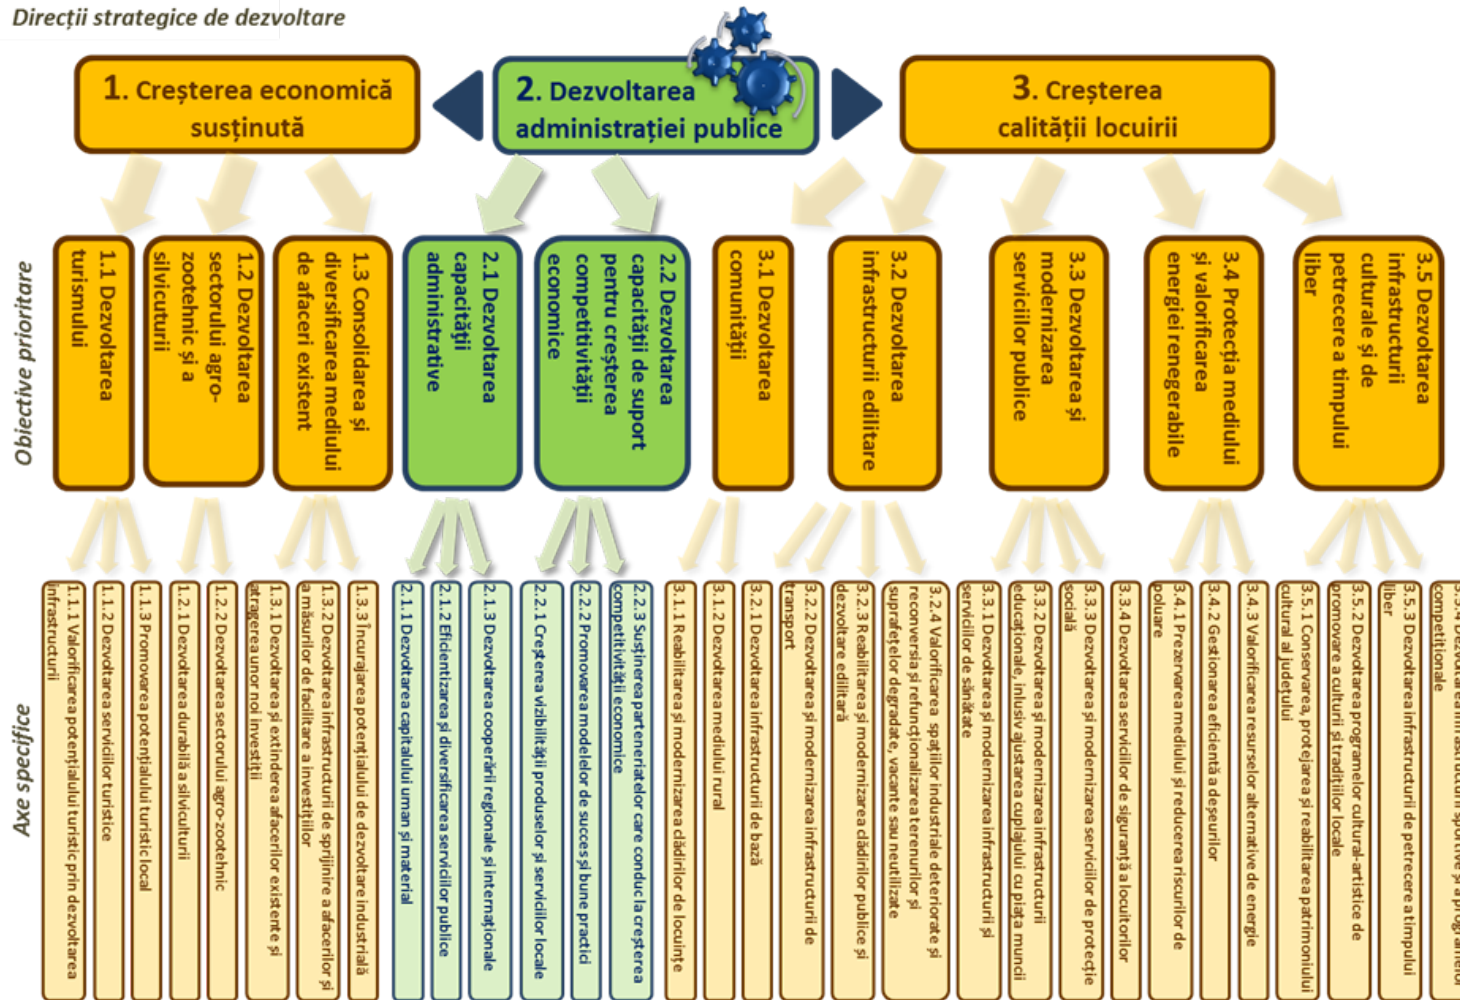 Direcții strategice de dezvoltare
1. Creșterea economică
susținută
2. Dezvoltarea
administrației publice
3. Creșterea
calității locuirii
Obiective prioritare
1.1 Dezvoltarea
turismului
1.2 Dezvoltarea
sectorului agro-
zootehnic și a
silvicuturii
1.3 Consolidarea și
diversificarea mediului
de afaceri existent
2.1 Dezvoltarea
capacității
administrative
2.2 Dezvoltarea
capacității de suport
pentru creșterea
competitivității
economice
3.1 Dezvoltarea
comunității
3.2 Dezvoltarea
infrastructurii edilitare
3.3 Dezvoltarea și
modernizarea
serviciilor publice
3.4 Protecția mediului
și valorificarea
energiei renegerabile
3.5 Dezvoltarea
infrastructurii
culturale și de
petrecere a timpului
liber
Axe specifice
1.1. 1 Valorificarea potențialului turistic prin dezvoltarea
infrastructurii
1.1.2 Dezvoltarea serviciilor turistice
1.1.3 Promovarea potențialului turistic local
1.2.1 Dezvoltarea durabilă a silviculturii
1.2.2 Dezvoltarea sectorului agro-zootehnic
1.3.1 Dezvoltarea și extinderea afacerilor existente și
atragerea unor noi investiții
1.3.2 Dezvoltarea infrastructurii de sprijinire a afacerilor și
a măsurilor de facilitare a investițiilor
1.3.3 Încurajarea potențialului de dezvoltare industrială
2.1.1 Dezvoltarea capitalului uman și material
2.1.2 Eficientizarea și diversificarea serviciilor publice
2.1.3 Dezvoltarea cooperării regionale și internaționale
2.2.1 Creșterea vizibilității produselor și serviciilor locale
2.2.2 Promovarea modelelor de succes și bune practici
2.2.3 Susținerea parteneriatelor care conduc la creșterea
competitivității economice
3.1.1 Reabilitarea și modernizarea clădirilor de locuințe
3.1.2 Dezvoltarea mediului rural
3.2.1 Dezvoltarea infrastructurii de bază
3.2.2 Dezvoltarea și modernizarea infrastructurii de
transport
3.2.3 Reabilitarea și modernizarea clădirilor publice și
dezvoltare edilitară
3.2.4 Valorificarea spațiilor industriale deteriorate și
reconversia și refuncționalizarea terenurilor și
suprafețelor degradate, vacante sau neutilizate
3.3.1 Dezvoltarea și modernizarea infrastructurii și
serviciilor de sănătate
3.3.2 Dezvoltarea și modernizarea infrastructurii
educaționale, inlusiv ajustarea cuplajului cu piața muncii
3.3.3 Dezvoltarea și modernizarea serviciilor de protecție
socială
3.3.4 Dezvoltarea serviciilor de siguranță a locuitorilor
3.4.1 Prezervarea mediului și reducerea riscurilor de
poluare
3.4.2 Gestionarea eficientă a deșeurilor
3.4.3 Valorificarea resurselor alternative de energie
3.5.1 Conservarea, protejarea și reabilitarea patrimoniului
cultural al județului
3.5.2 Dezvoltarea programelor cultural-artistice de
promovare a culturii și tradițiilor locale
3.5.3 Dezvoltarea infrastructurii de petrecere a timpului
liber
3.5.4 Dezvoltarea infrastructurii sportive și a programelor
competiționale